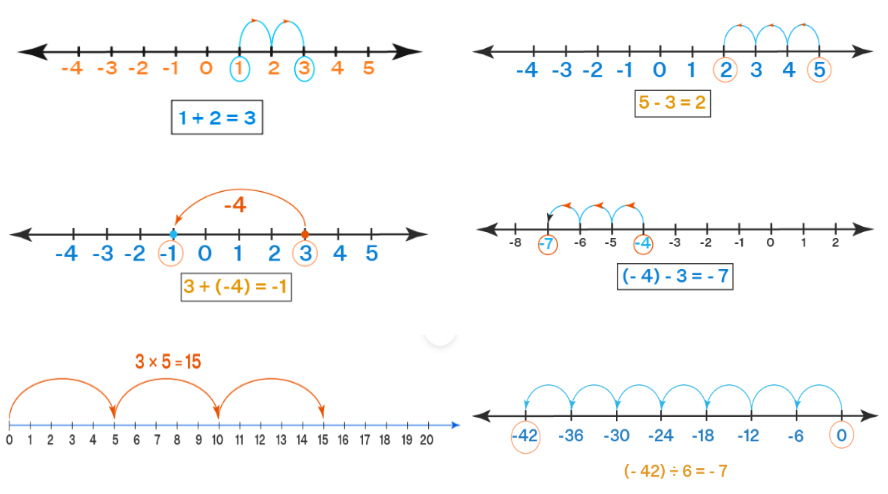 -4 -3 -2 -1 0 1 2 3 4 5
1 + 2 = 3
-4 -3 -2 -1 0 1 2 3 4 5
5 - 3 = 2
-4
-4 -3 -2 -1 0 1 2 3 4 5
3 + (-4) = -1
-8 -7 -6 -5 -4 -3 -2 -1 0 1 2
(- 4) - 3 = - 7
3 × 5 = 15
0 1 2 3 4 5 6 7 8 9 10 11 12 13 14 15 16 17 18 19 20
-42 -36 -30 -24 -18 -12 -6 0
(- 42) ÷ 6 = - 7